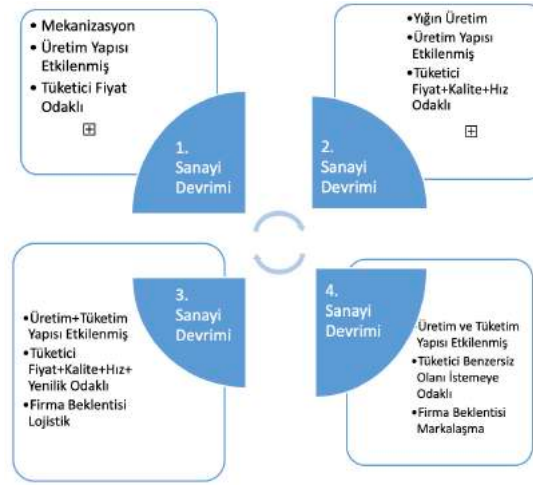 • Mekanizasyon
• Üretim Yapısı
Etkilenmiş
• Tüketici Fiyat
Odaklı
1.
Sanayi
Devrimi
•Yığın Üretim
•Üretim Yapısı
Etkilenmiş
•Tüketici
Fiyat+Kalite+Hız
Odaklı
2.
Sanayi
Devrimi
•Üretim+Tüketim
Yapısı Etkilenmiş
•Tüketici
Fiyat+Kalite+Hız+
Yenilik Odaklı
•Firma Beklentisi
Lojistik
3.
Sanayi
Devrimi
4.
Sanayi
Devrimi
•Üretim ve Tüketim
Yapısı Etkilenmiş
•Tüketici Benzersiz
Olanı İstemeye
Odaklı
•Firma Beklentisi
Markalaşma